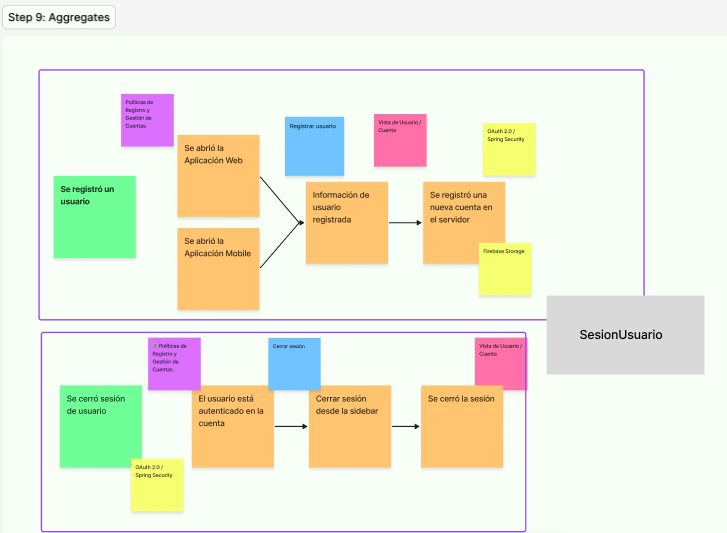 Step 9: Aggregates
Políticas de
Registro y
Gestión de
Cuentas
Se registró un
usuario
Se abrió la
Aplicación Web
Se abrió la
Aplicación Mobile
Registrar usuario
Información de
usuario
registrada
Vista de Usuario /
Cuenta
Se registró una
nueva cuenta en
el servidor
OAuth 2.0 /
Spring Security
Firebase Storage
SesionUsuario
Políticas de
Registro y
Gestión de
Cuentas
Se cerró sesión
de usuario
OAuth 2.0 /
Spring Security
El usuario está
autenticado en la
cuenta
Cerrar sesión
Cerrar sesión
desde la sidebar
Vista de Usuario /
Cuenta
Se cerró la sesión